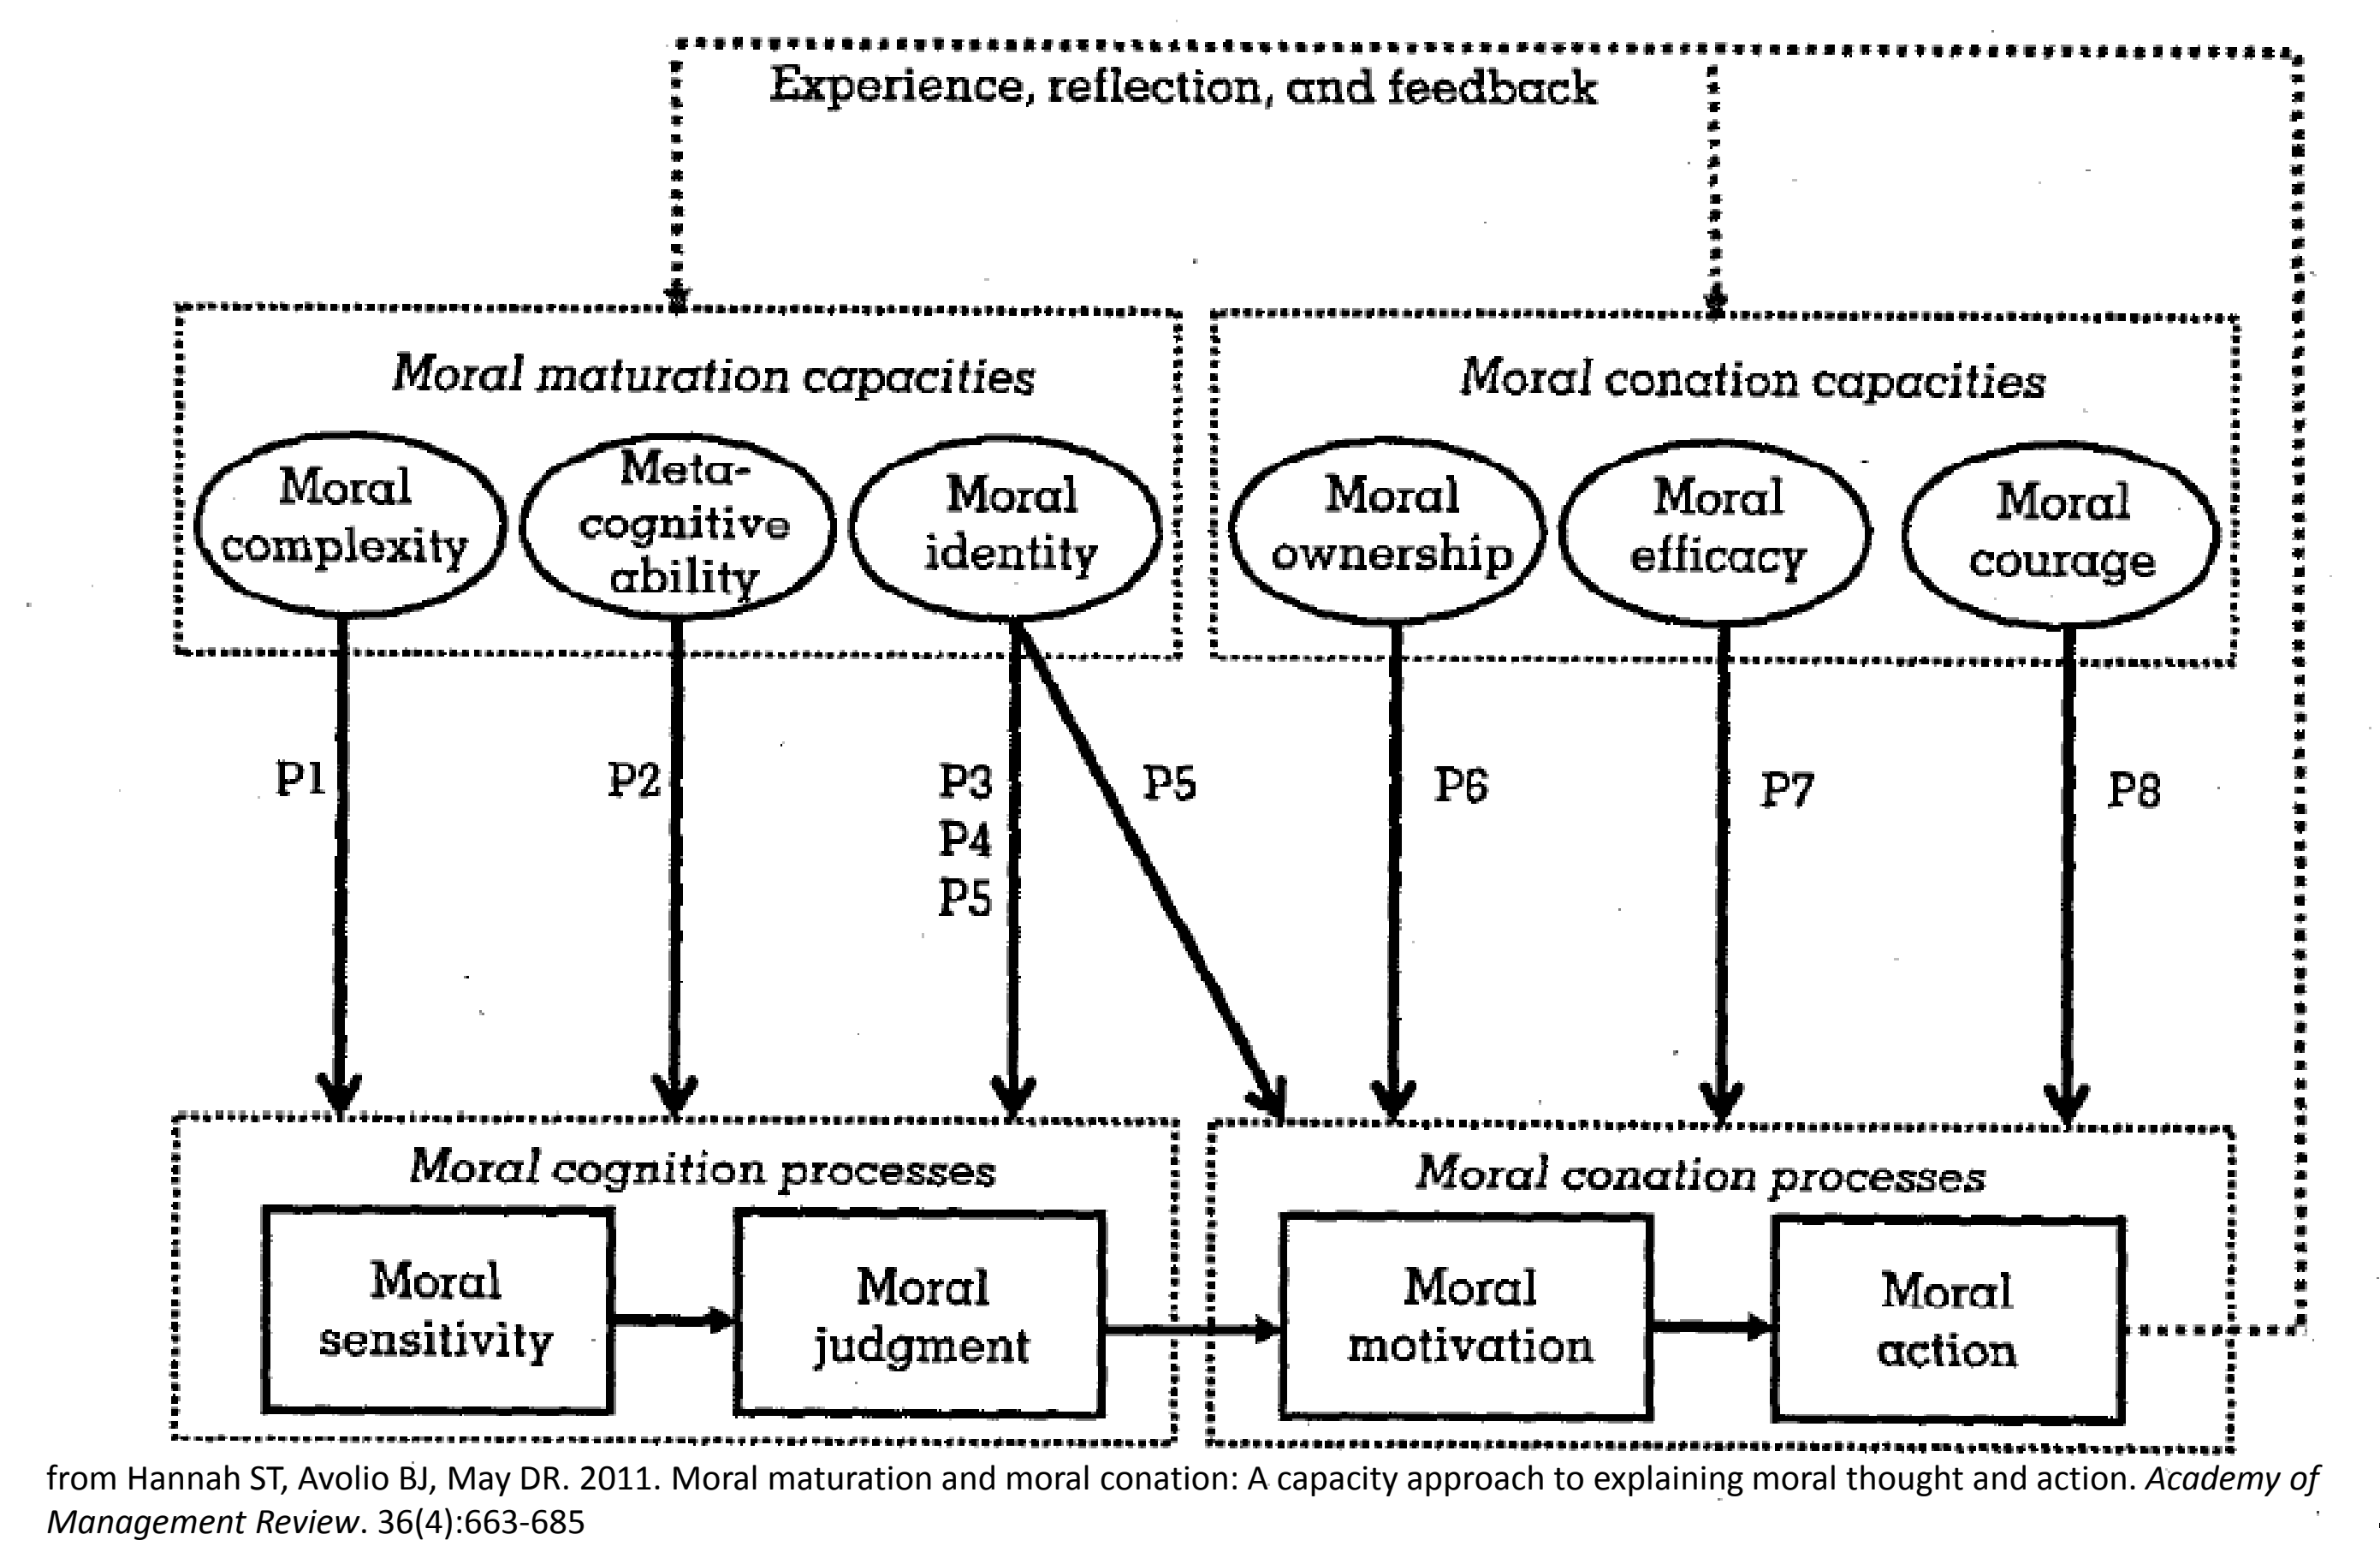 Experience, reflection, and feedback
Moral maturation capacities
Moral
complexity
Meta-
cognitive
ability
Moral
identity
Moral conation capacities
Moral
ownership
Moral
efficacy
Moral
courage
P1
P2
P3
P4
P5
P5
P6
P7
P8
Moral cognition processes
Moral
sensitivity
Moral
judgment
Moral conation processes
Moral
motivation
Moral
action
from Hannah ST, Avolio BJ, May DR. 2011. Moral maturation and moral conation: A capacity approach to explaining moral thought and action. Academy of
Management Review. 36(4):663-685